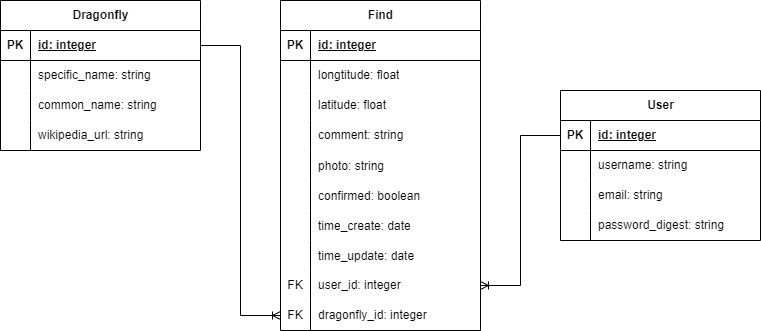 Dragonfly
PK id: integer
specific_name: string
common_name: string
wikipedia_url: string
Find
PK id: integer
longtitude: float
latitude: float
comment: string
photo: string
confirmed: boolean
time_create: date
time_update: date
FK user_id: integer
FK dragonfly_id: integer
User
PK id: integer
username: string
email: string
password_digest: string